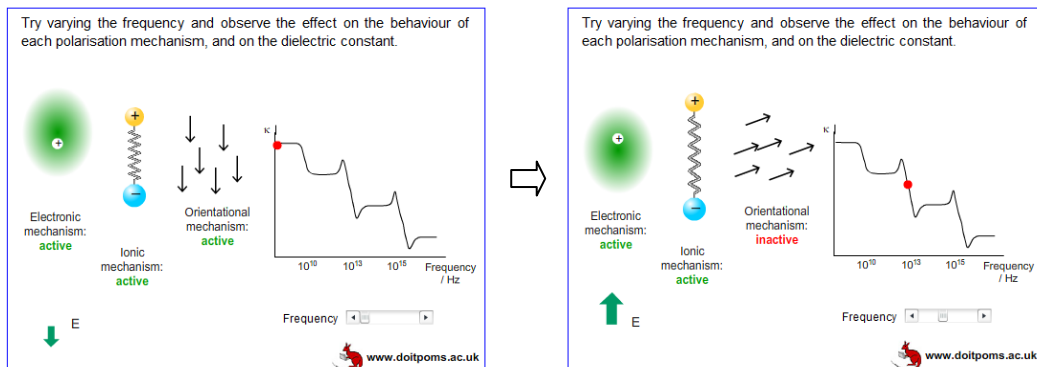 Try varying the frequency and observe the effect on the behaviour of
each polarisation mechanism, and on the dielectric constant.
+
+
−
κ
Electronic
mechanism:
active
Ionic
mechanism:
active
Orientational
mechanism:
active
10¹⁰ 10¹³ 10¹⁵ Frequency
/ Hz
E
Frequency
www.doitpoms.ac.uk
Try varying the frequency and observe the effect on the behaviour of
each polarisation mechanism, and on the dielectric constant.
+
+
−
κ
Electronic
mechanism:
active
Ionic
mechanism:
active
Orientational
mechanism:
inactive
10¹⁰ 10¹³ 10¹⁵ Frequency
/ Hz
E
Frequency
www.doitpoms.ac.uk